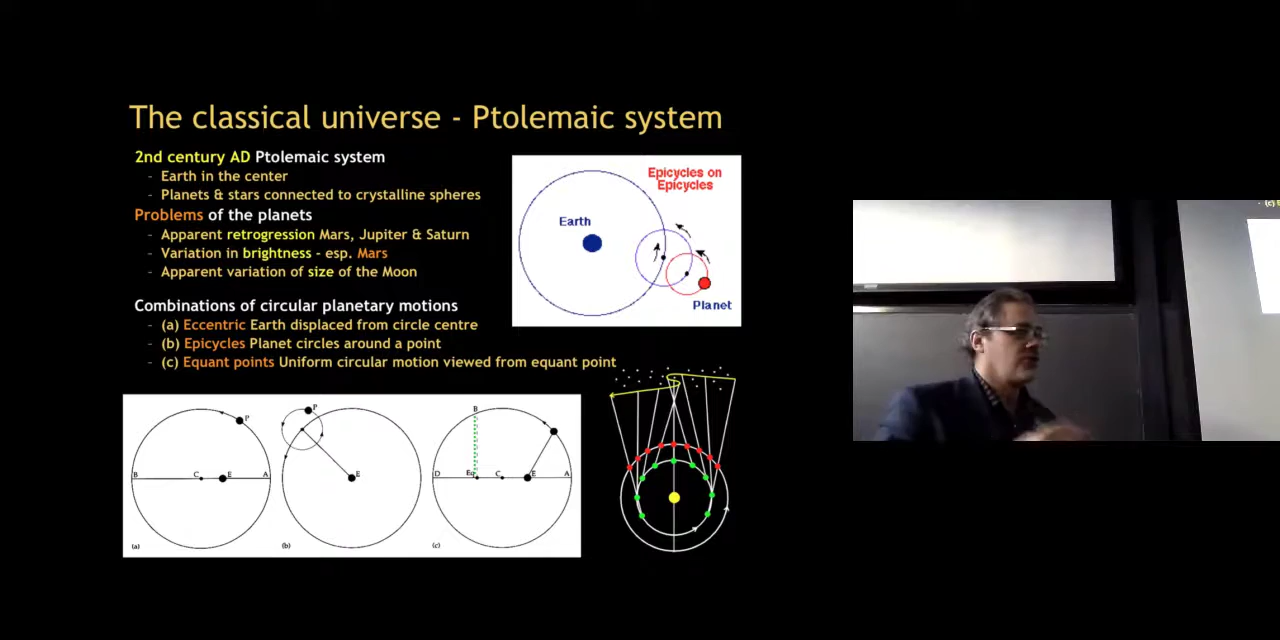 The classical universe - Ptolemaic system
2nd century AD Ptolemaic system
- Earth in the center
- Planets & stars connected to crystalline spheres
Problems of the planets
- Apparent retrogression Mars, Jupiter & Saturn
- Variation in brightness - esp. Mars
- Apparent variation of size of the Moon
Combinations of circular planetary motions
- (a) Eccentric Earth displaced from circle centre
- (b) Epicycles Planet circles around a point
- (c) Equant points Uniform circular motion viewed from equant point
Epicycles on
Epicycles
Earth
Planet
P
B C E A
(a)
P
E
(b)
B
D Eq C E A
(c)
- (c)